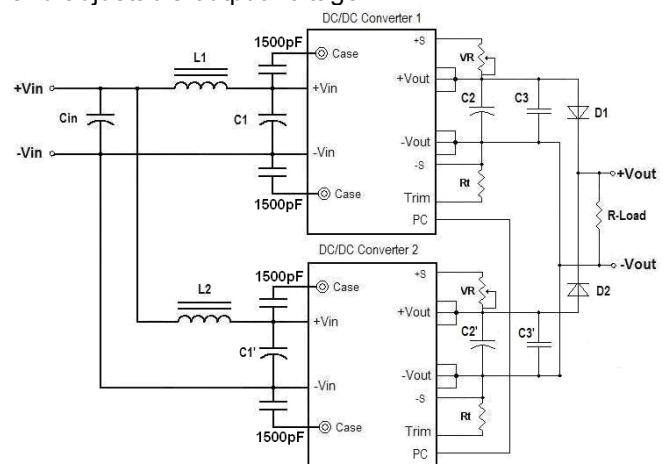 DC/DC Converter 1
1500pF
Case
+S
VR
L1
+Vin
+Vin
+Vout
C2
C3
D1
Cin
C1
-Vin
-Vin
-Vout
-S
+Vout
Rt
R-Load
Case
Trim
1500pF
PC
DC/DC Converter 2
-Vout
1500pF
Case
+S
VR
D2
L2
+Vin
+Vout
C2'
C3'
C1'
-Vin
-Vout
-S
Rt
Case
Trim
1500pF
PC